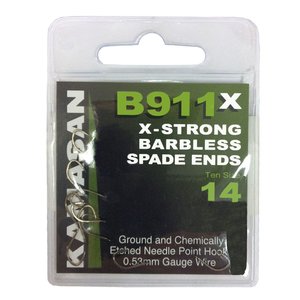 KAMASAN
B911X
X-STRONG
BARBLESS
SPADE ENDS
Ten Size
14
Ground and Chemically
Etched Needle Point Hook
0.53mm Gauge Wire